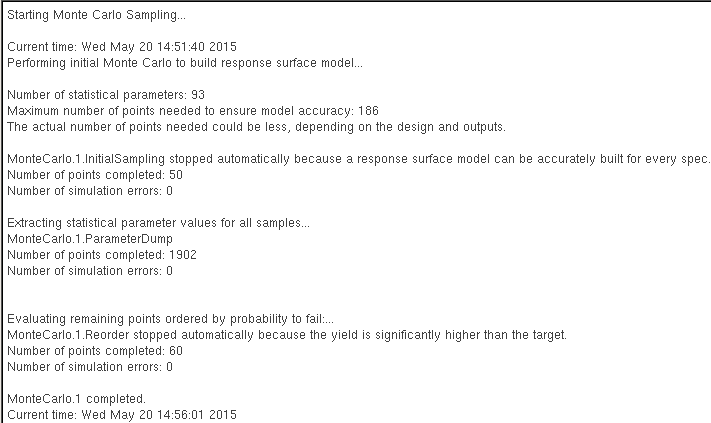 Starting Monte Carlo Sampling...
Current time: Wed May 20 14:51:40 2015
Performing initial Monte Carlo to build response surface model...
Number of statistical parameters: 93
Maximum number of points needed to ensure model accuracy: 186
The actual number of points needed could be less, depending on the design and outputs.
MonteCarlo.1.InitialSampling stopped automatically because a response surface model can be accurately built for every spec.
Number of points completed: 50
Number of simulation errors: 0
Extracting statistical parameter values for all samples...
MonteCarlo.1.ParameterDump
Number of points completed: 1902
Number of simulation errors: 0
Evaluating remaining points ordered by probability to fail:...
MonteCarlo.1.Reorder stopped automatically because the yield is significantly higher than the target.
Number of points completed: 60
Number of simulation errors: 0
MonteCarlo.1 completed.
Current time: Wed May 20 14:56:01 2015